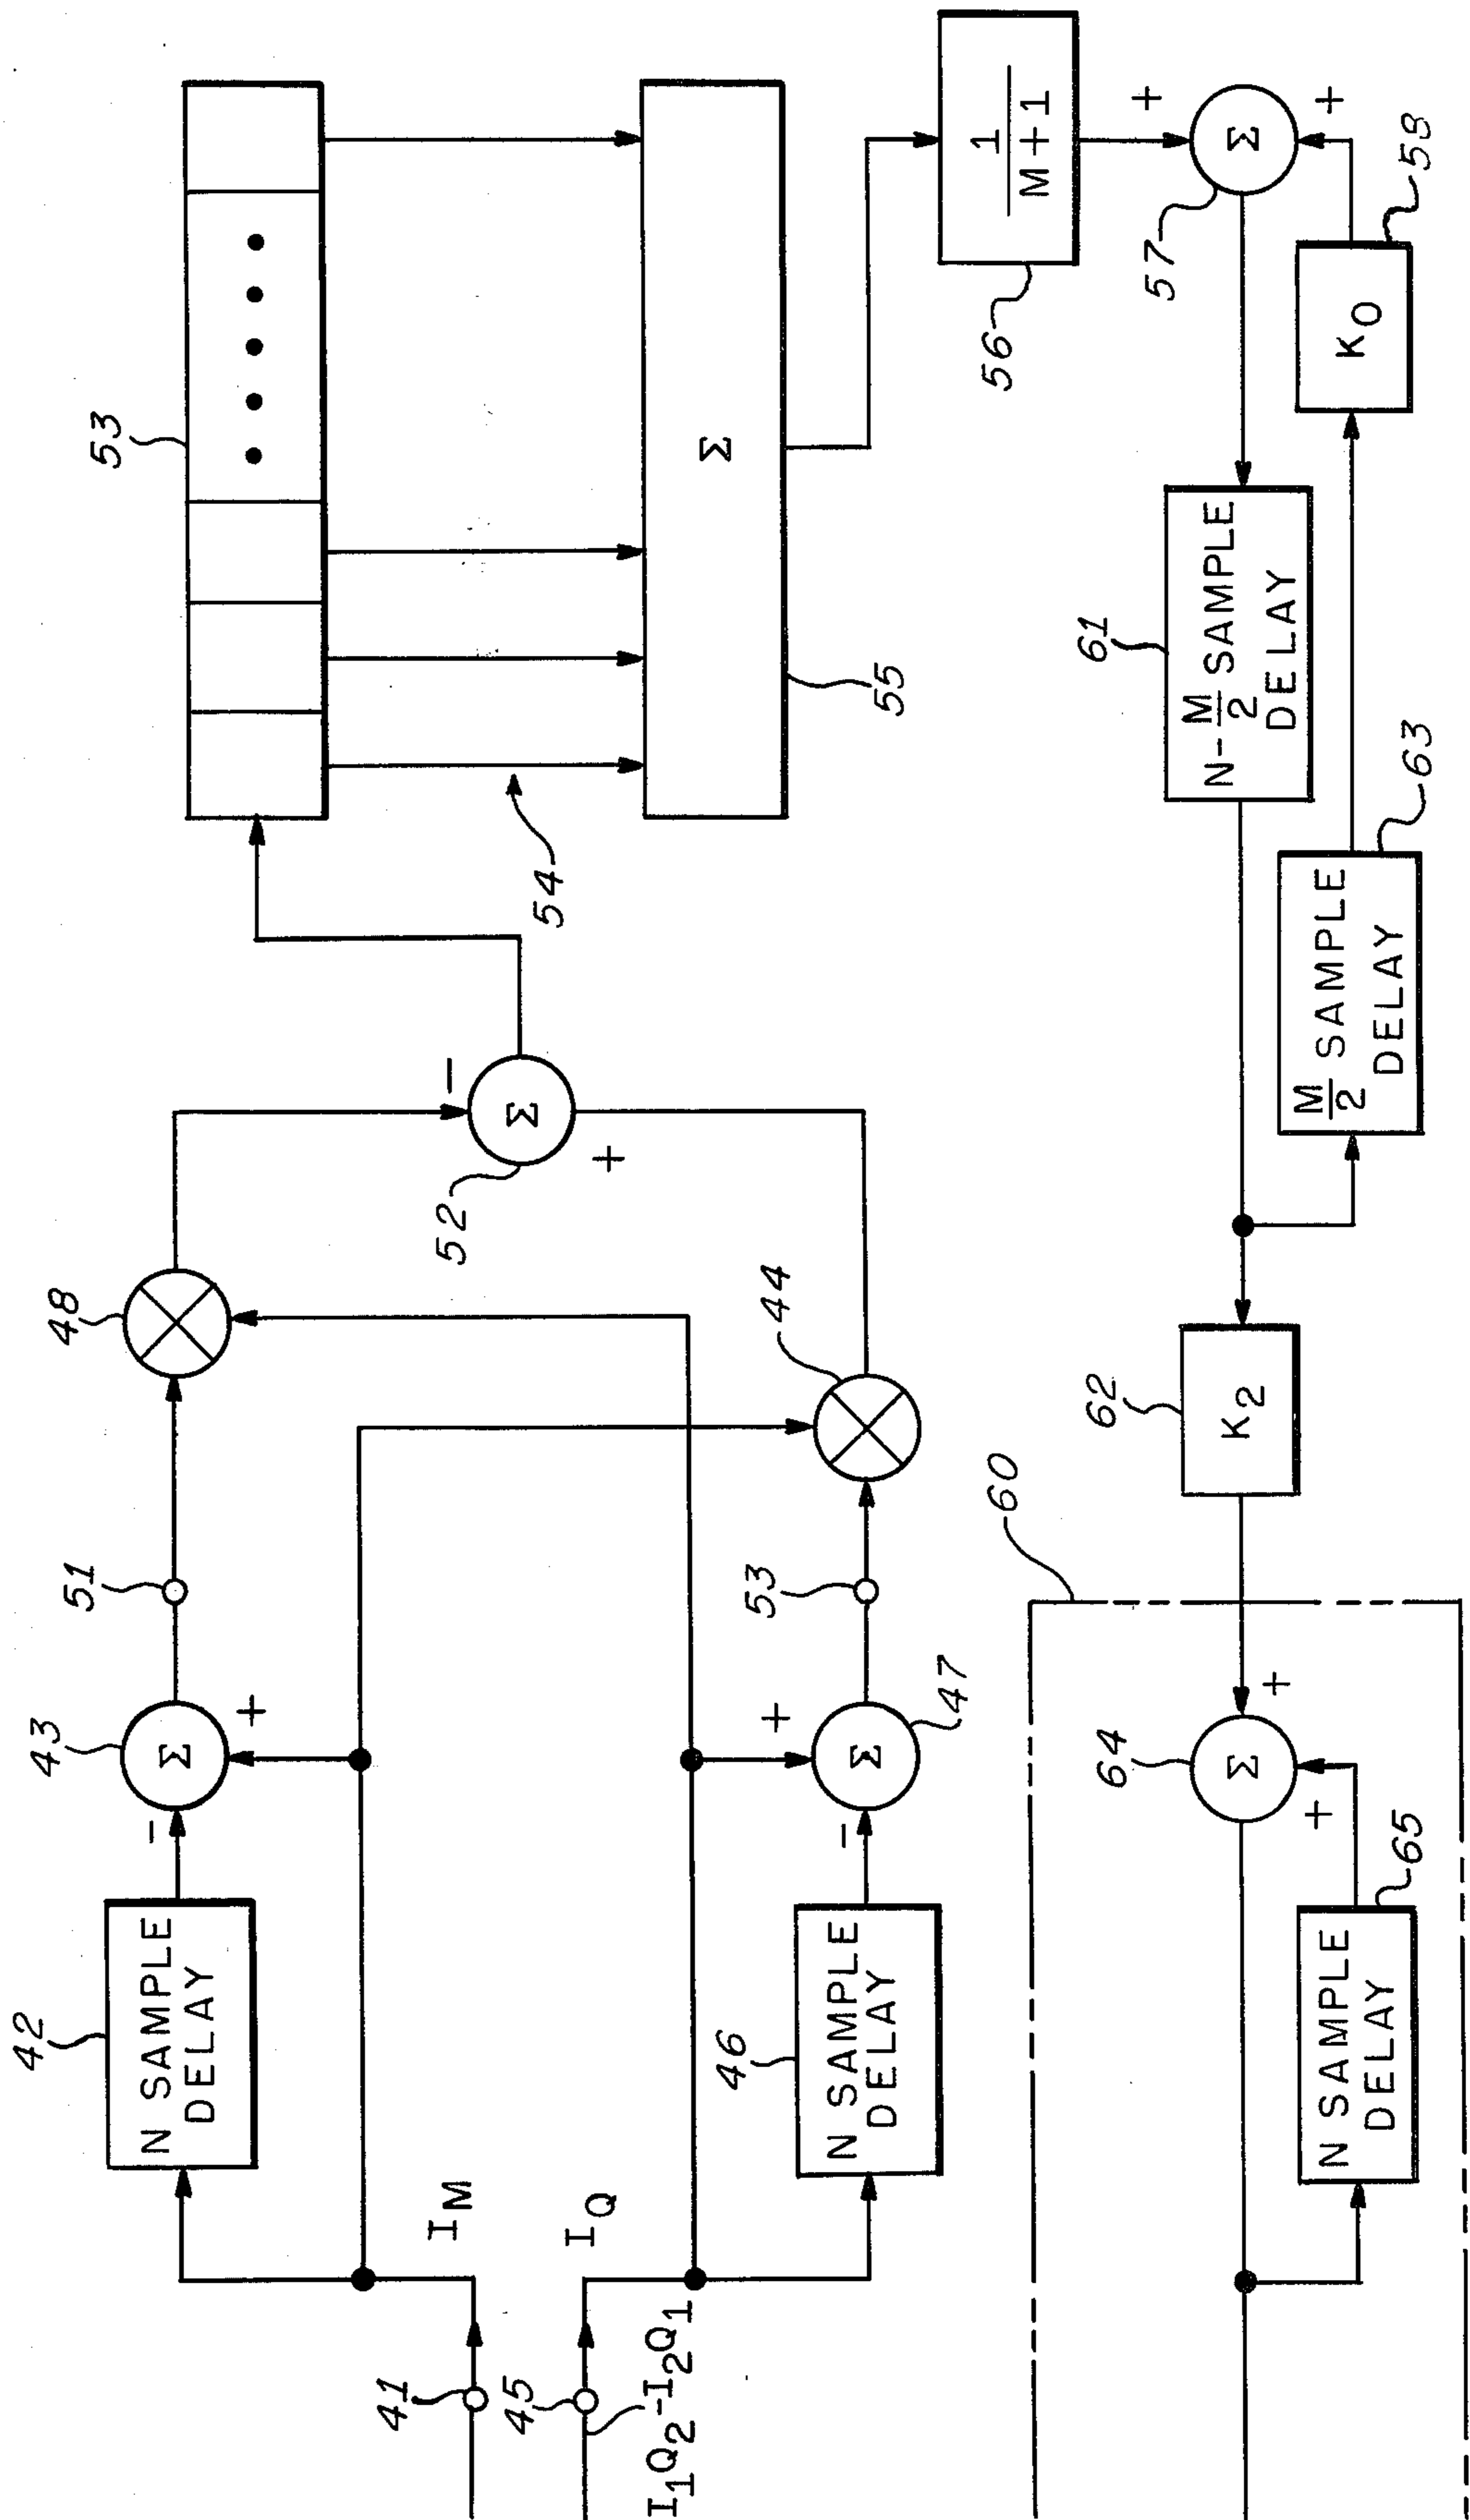 42
N SAMPLE
DELAY
43
Σ
-
+
51
48
53
54
Σ
55
52
Σ
-
+
41
I_M
45
I_Q
I₁Q₂-I₂Q₁
46
N SAMPLE
DELAY
47
Σ
-
+
53
44
1
M+1
56
57
Σ
+
+
K₀
58
61
N-M/2 SAMPLE
DELAY
63
M/2 SAMPLE
DELAY
62
K₂
60
64
Σ
+
+
65
N SAMPLE
DELAY